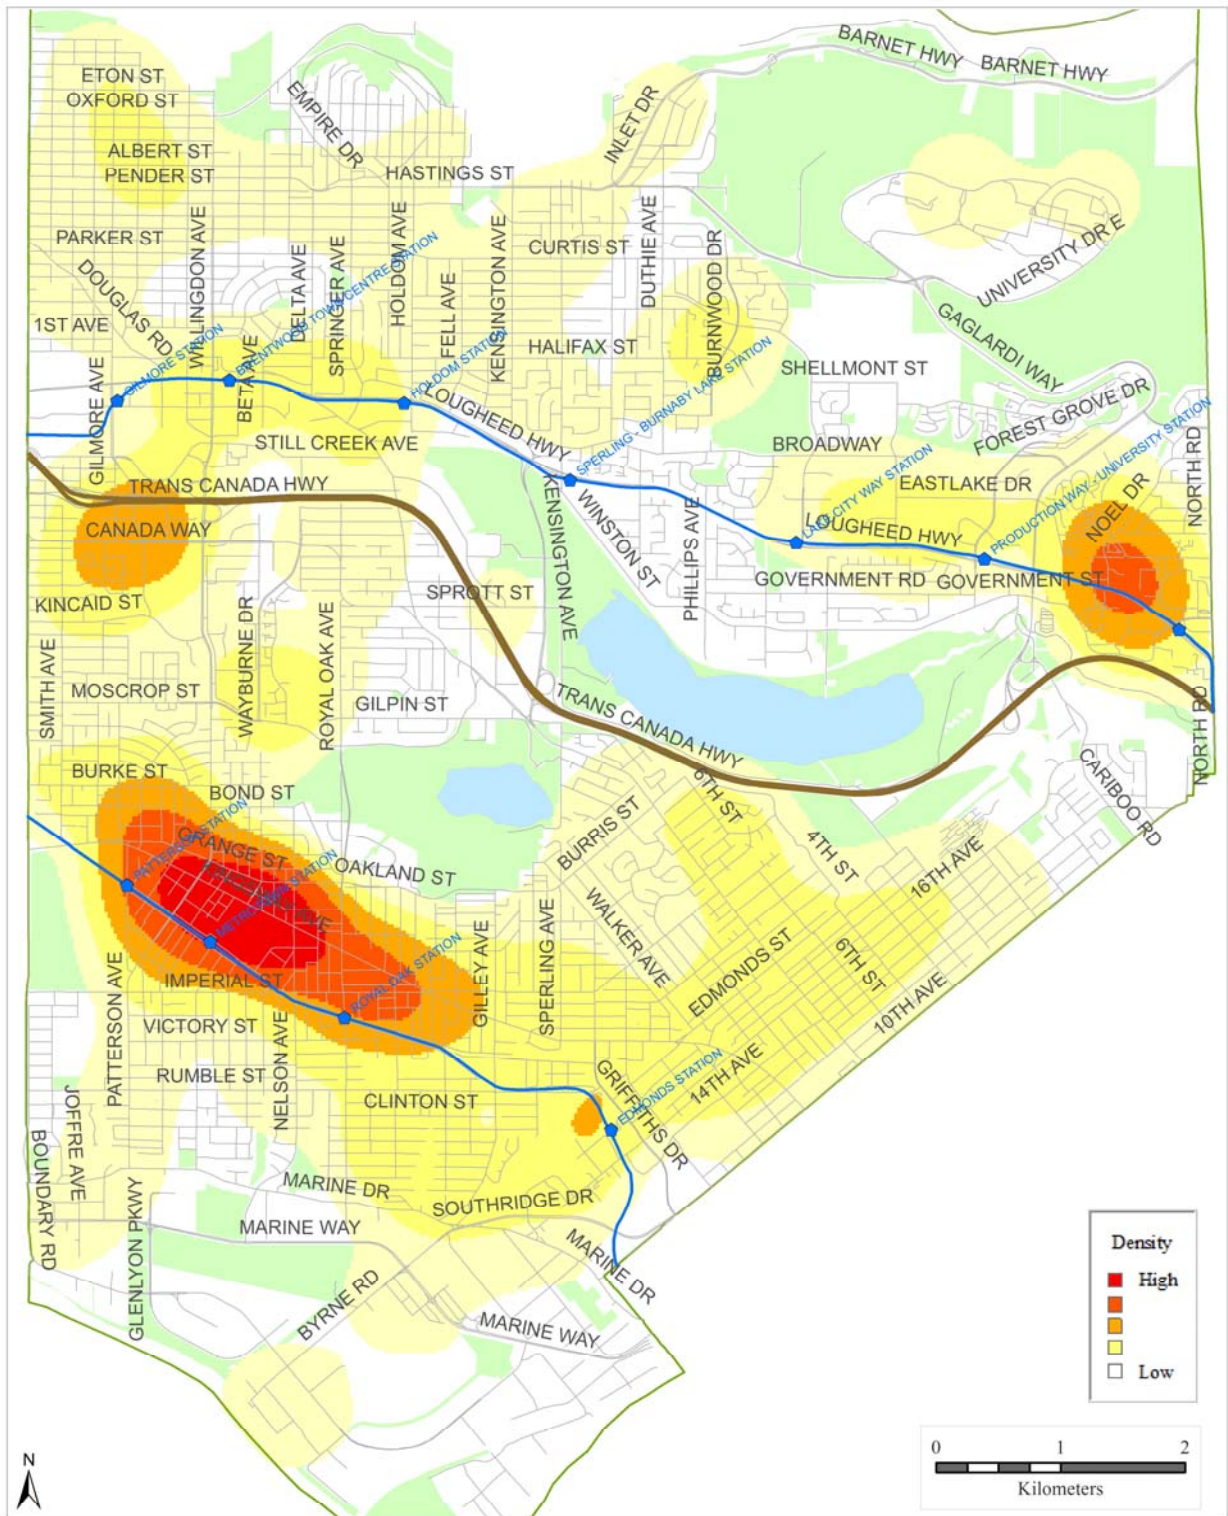 BARNET HWY
BARNET HWY
ETON ST
OXFORD ST
EMPIRE DR
INLET DR
ALBERT ST
PENDER ST
HASTINGS ST
PARKER ST
WILLINGDON AVE
DELTA AVE
SPRINGER AVE
HOLDOM AVE
KENSINGTON AVE
CURTIS ST
DUTHIE AVE
BURNWOOD DR
UNIVERSITY DR E
DOUGLAS RD
BRENTWOOD TOWN CENTRE STATION
FELL AVE
GAGLARDI WAY
1ST AVE
GILMORE STATION
HOLDOM STATION
HALIFAX ST
SHELLMONT ST
GILMORE AVE
BETA AVE
LOUGHEED HWY
SPERLING - BURNABY LAKE STATION
FOREST GROVE DR
STILL CREEK AVE
BROADWAY
LAKE CITY WAY STATION
PRODUCTION WAY - UNIVERSITY STATION
NORTH RD
TRANS CANADA HWY
EASTLAKE DR
NOEL DR
CANADA WAY
KENSINGTON AVE
WINSTON ST
PHILLIPS AVE
LOUGHEED HWY
KINCAID ST
SPROTT ST
GOVERNMENT RD
GOVERNMENT ST
SMITH AVE
WAYBURNE DR
ROYAL OAK AVE
MOSCROP ST
GILPIN ST
TRANS CANADA HWY
NORTH RD
BURKE ST
BOND ST
6TH ST
CARIBOO RD
PATTERSON STATION
GRANGE ST
METROTOWN STATION
OAKLAND ST
BURRIS ST
4TH ST
16TH AVE
KINGSWAY AVE
WALKER AVE
SPERLING AVE
GILLEY AVE
EDMONDS ST
6TH ST
10TH AVE
IMPERIAL ST
ROYAL OAK STATION
PATTERSON AVE
VICTORY ST
NELSON AVE
RUMBLE ST
CLINTON ST
GRIFFITHS DR
EDMONDS STATION
14TH AVE
JOFFRE AVE
BOUNDARY RD
MARINE DR
SOUTHRIDGE DR
GLENLYON PKWY
MARINE WAY
MARINE DR
BYRNE RD
MARINE WAY
Density
High
Low
N
0 1 2
Kilometers